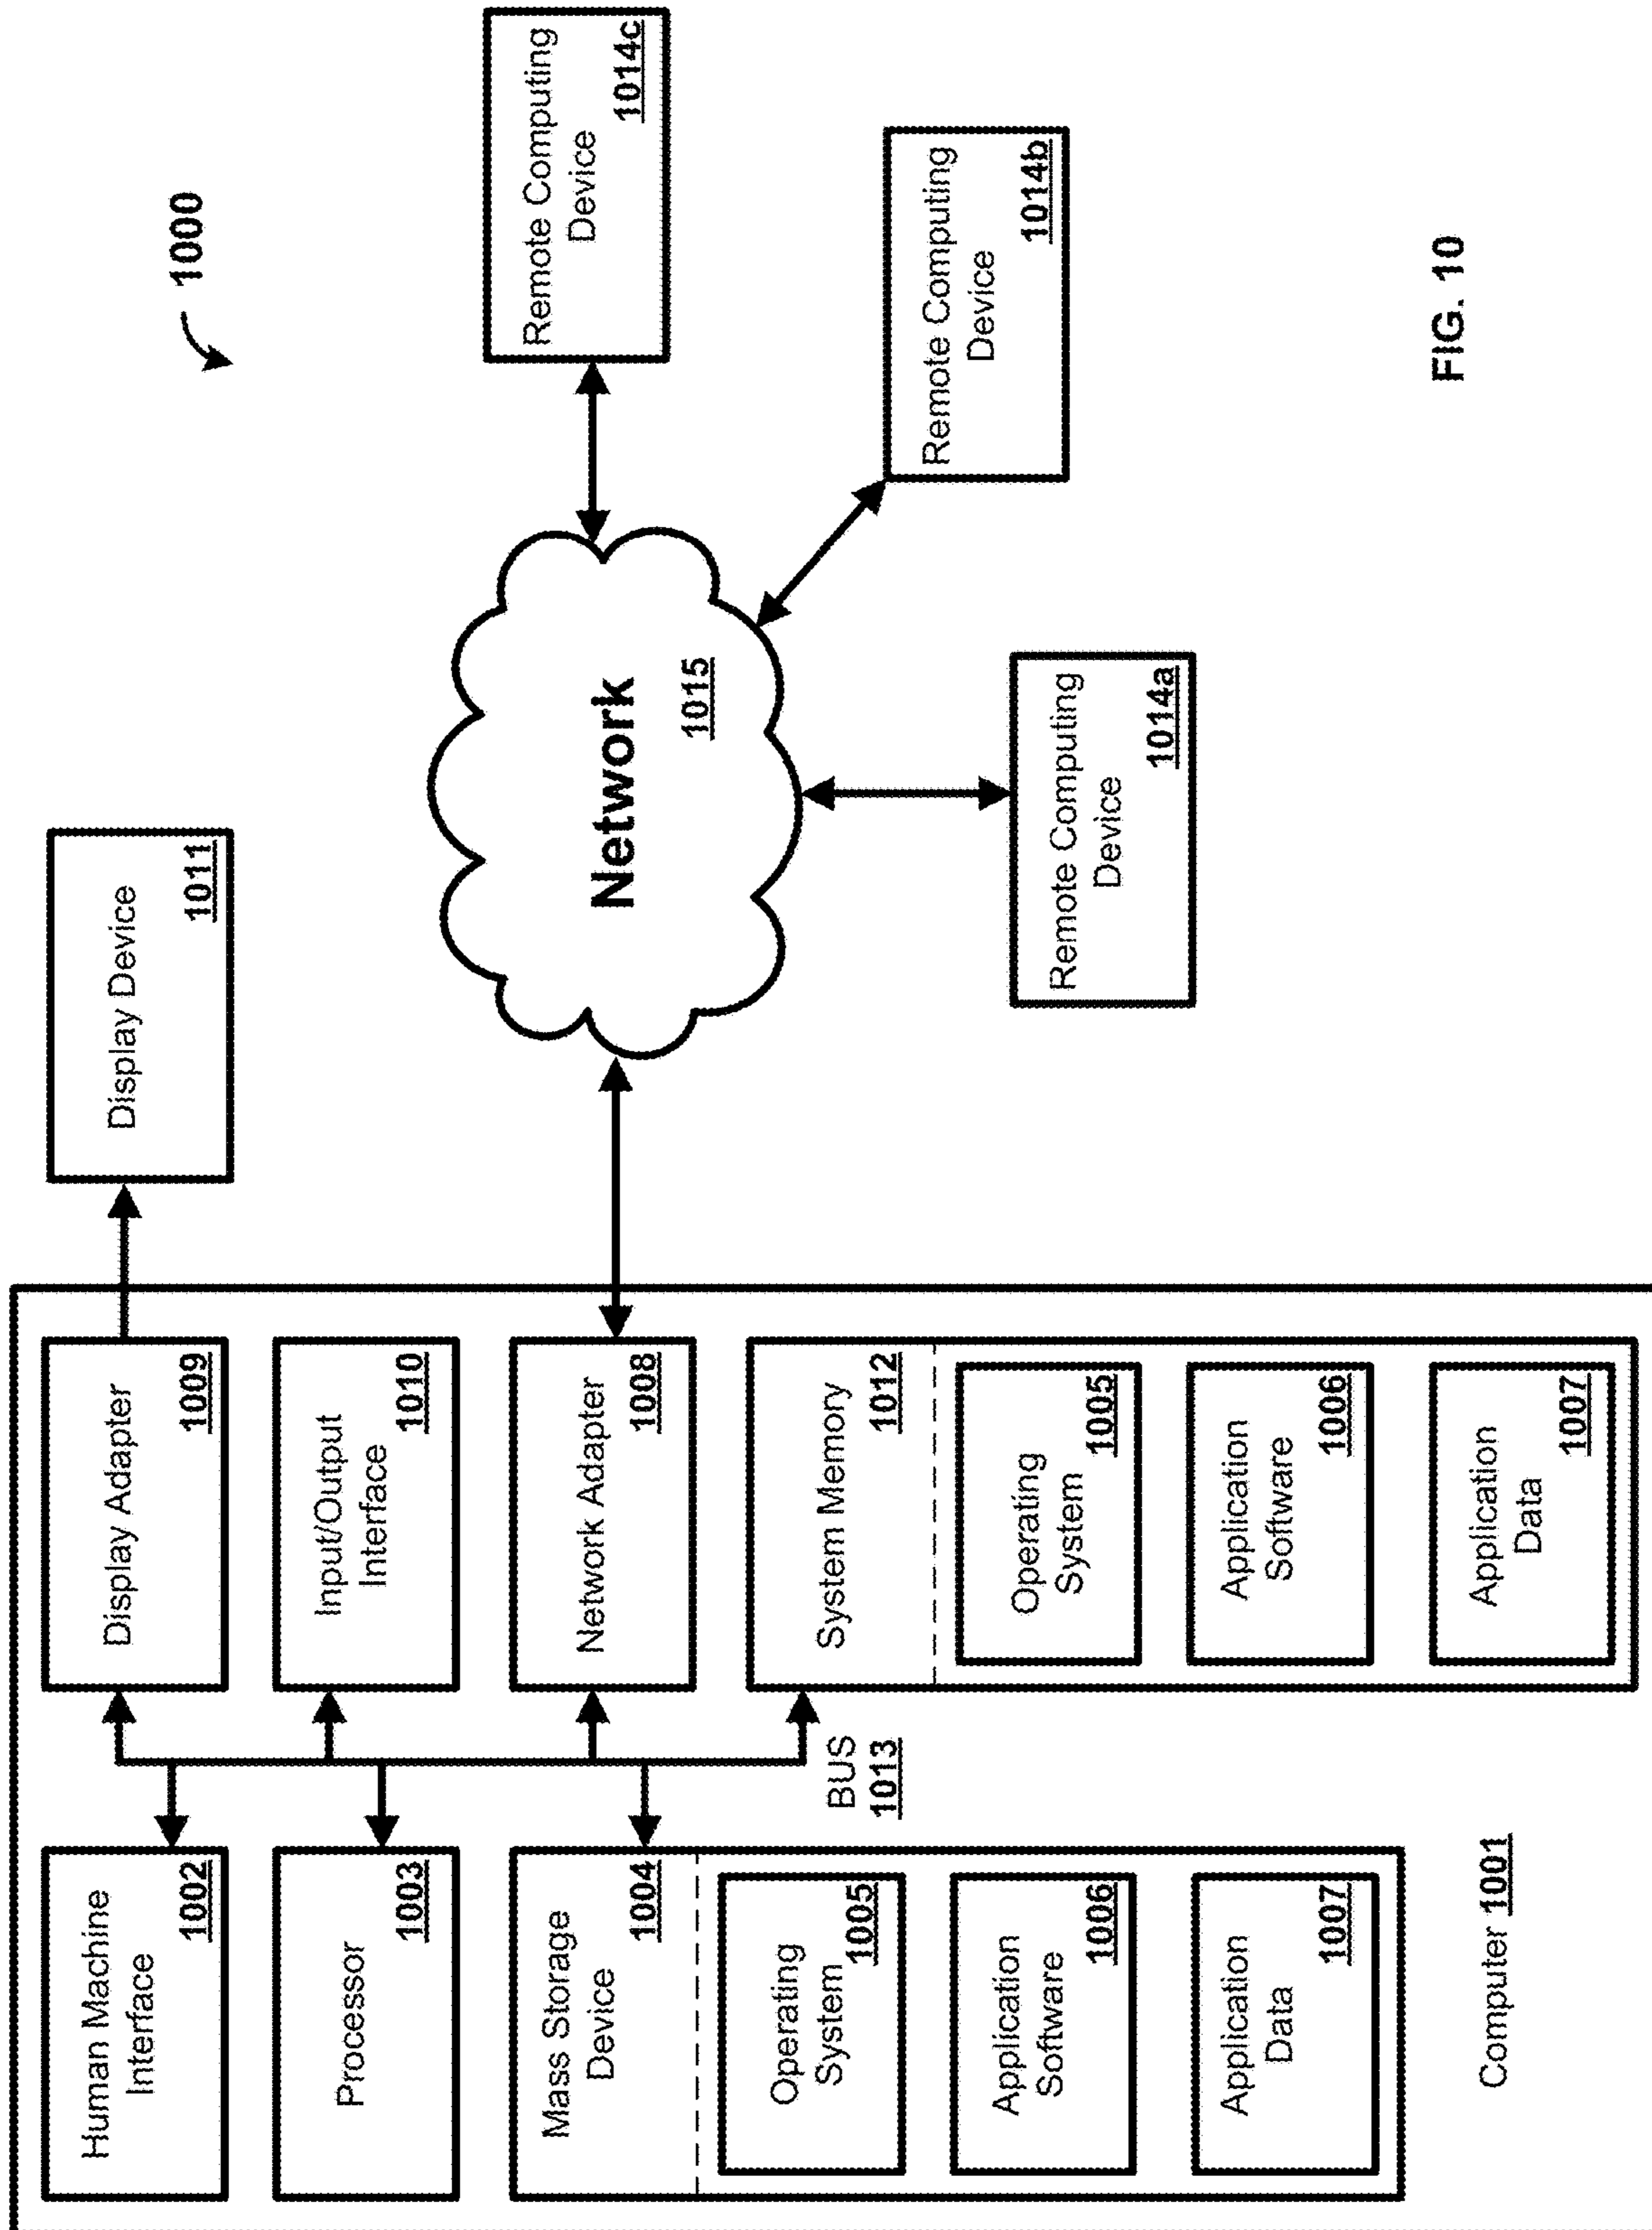 1000
Human Machine
Interface
1002
Processor
1003
Mass Storage
Device
1004
Operating
System
1005
Application
Software
1006
Application
Data
1007
Computer 1001
BUS
1013
Display Adapter
1009
Input/Output
Interface
1010
Network Adapter
1008
System Memory
1012
Operating
System
1005
Application
Software
1006
Application
Data
1007
Display Device
1011
Network
1015
Remote Computing
Device
1014a
Remote Computing
Device
1014b
Remote Computing
Device
1014c
FIG. 10